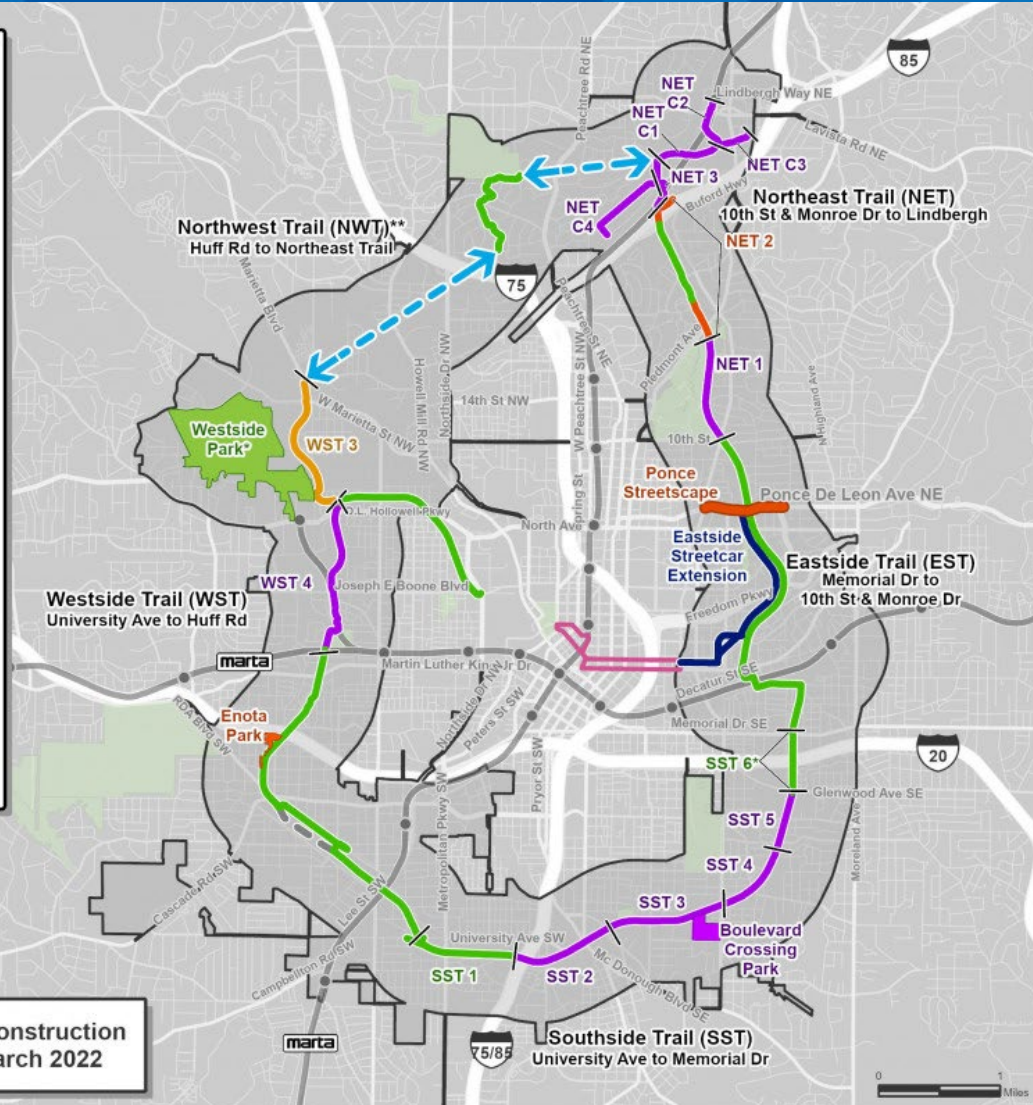 85
NET
C2
Lindbergh Way NE
NET
C1
Lavista Rd NE
Peachtree Rd NE
NET C3
NET 3
Buford Hwy
Northeast Trail (NET)
10th St & Monroe Dr to Lindbergh
NET
C4
NET 2
Northwest Trail (NWT)**
Huff Rd to Northeast Trail
75
Marietta Blvd
Peachtree St NE
W Peachtree St NW
Piedmont Ave
NET 1
Howell Mill Rd NW
Northside Dr NW
14th St NW
N Highland Ave
W Marietta St NW
Westside
Park*
WST 3
10th St
Ponce
Streetscape
Ponce De Leon Ave NE
Spring St
D.L. Hollowell Pkwy
North Ave
Eastside
Streetcar
Extension
Eastside Trail (EST)
Memorial Dr to
10th St & Monroe Dr
WST 4
Joseph E Boone Blvd
Freedom Pkwy
Westside Trail (WST)
University Ave to Huff Rd
marta
Martin Luther King Jr Dr
Decatur St SE
Northside Dr NW
Peters St SW
RDA Blvd SW
Enota
Park
Memorial Dr SE
SST 6*
20
Pryor St SW
Metropolitan Pkwy SW
Glenwood Ave SE
SST 5
Moreland Ave
SST 4
Cascade Rd SW
Lee St SW
SST 3
University Ave SW
Boulevard
Crossing
Park
Campbellton Rd SW
SST 1
SST 2
Mc Donough Blvd SE
onstruction
arch 2022
marta
75/85
Southside Trail (SST)
University Ave to Memorial Dr
0 1
Miles